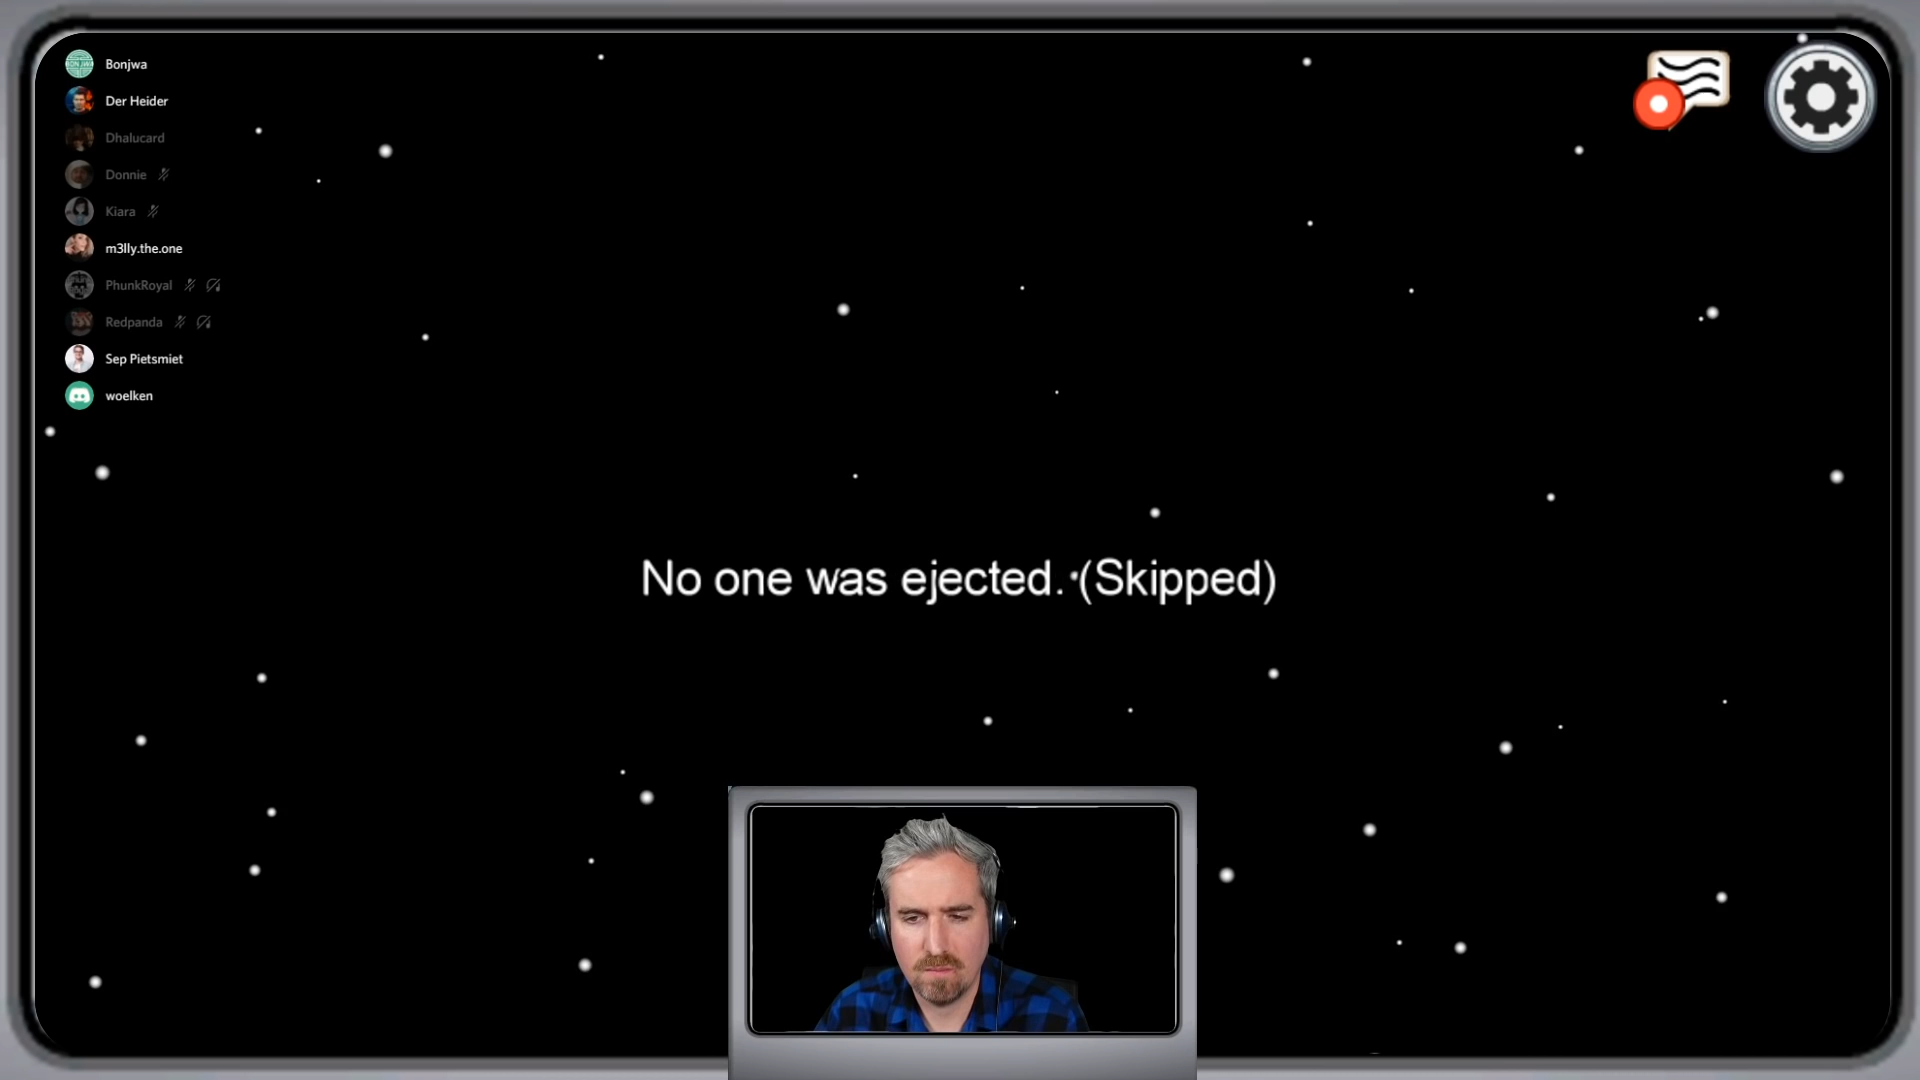 Bonjwa
Der Heider
Dhalucard
Donnie
Kiara
m3lly.the.one
PhunkRoyal
Redpanda
Sep Pietsmiet
woelken
No one was ejected. (Skipped)